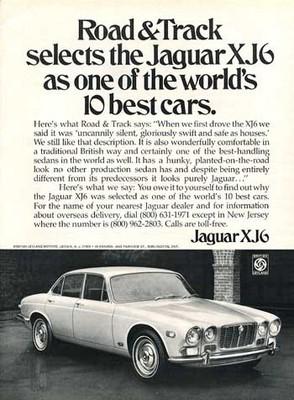 Road & Track
selects the Jaguar XJ6
as one of the world's
10 best cars.
Here's what Road & Track says: "When we first drove the XJ6 we
said it was 'uncannily silent, gloriously swift and safe as houses.'
We still like that description. It is also wonderfully comfortable in
a traditional British way and certainly one of the best-handling
sedans in the world as well. It has a hunky, planted-on-the-road
look no other production sedan has and despite being entirely
different from its predecessors it looks purely Jaguar..."
Here's what we say: You owe it to yourself to find out why
the Jaguar XJ6 was selected as one of the world's 10 best cars.
For the name of your nearest Jaguar dealer and for information
about overseas delivery, dial (800) 631-1971 except in New Jersey
where the number is (800) 962-2803. Calls are toll-free.
Jaguar XJ6
BRITISH LEYLAND MOTORS, LEONIA, N. J. 07605
BRITISH
LEYLAND